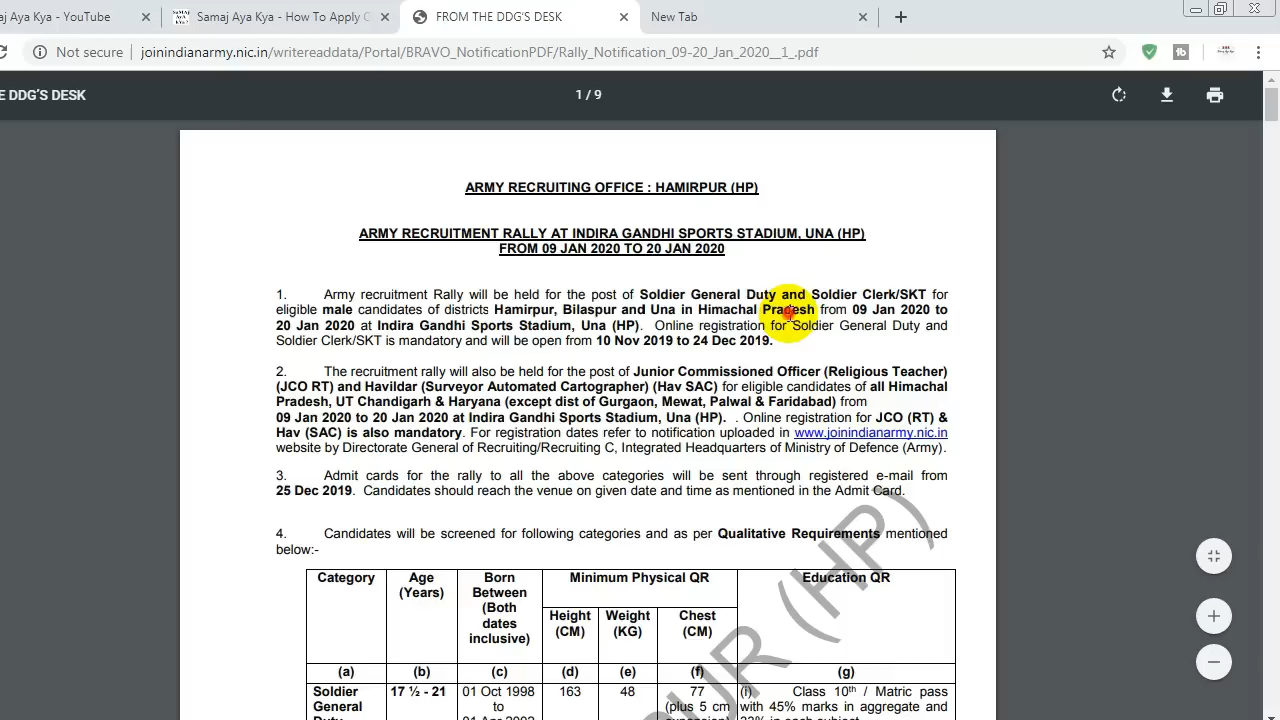 aj Aya Kya - YouTube
Samaj Aya Kya - How To Apply
FROM THE DDG'S DESK
New Tab
Not secure
joinindianarmy.nic.in/writereaddata/Portal/BRAVO_NotificationPDF/Rally_Notification_09-20_Jan_2020__1_.pdf
E DDG'S DESK
1 / 9
ARMY RECRUITING OFFICE : HAMIRPUR (HP)
ARMY RECRUITMENT RALLY AT INDIRA GANDHI SPORTS STADIUM, UNA (HP)
FROM 09 JAN 2020 TO 20 JAN 2020
1. Army recruitment Rally will be held for the post of Soldier General Duty and Soldier Clerk/SKT for
eligible male candidates of districts Hamirpur, Bilaspur and Una in Himachal Pradesh from 09 Jan 2020 to
20 Jan 2020 at Indira Gandhi Sports Stadium, Una (HP). Online registration for Soldier General Duty and
Soldier Clerk/SKT is mandatory and will be open from 10 Nov 2019 to 24 Dec 2019.
2. The recruitment rally will also be held for the post of Junior Commissioned Officer (Religious Teacher)
(JCO RT) and Havildar (Surveyor Automated Cartographer) (Hav SAC) for eligible candidates of all Himachal
Pradesh, UT Chandigarh & Haryana (except dist of Gurgaon, Mewat, Palwal & Faridabad) from
09 Jan 2020 to 20 Jan 2020 at Indira Gandhi Sports Stadium, Una (HP). . Online registration for JCO (RT) &
Hav (SAC) is also mandatory. For registration dates refer to notification uploaded in www.joinindianarmy.nic.in
website by Directorate General of Recruiting/Recruiting C, Integrated Headquarters of Ministry of Defence (Army).
3. Admit cards for the rally to all the above categories will be sent through registered e-mail from
25 Dec 2019. Candidates should reach the venue on given date and time as mentioned in the Admit Card.
4. Candidates will be screened for following categories and as per Qualitative Requirements mentioned
below:-
Category Age Born Minimum Physical QR Education QR
(Years) Between
(Both
dates
inclusive)
Height Weight Chest
(CM) (KG) (CM)
(a) (b) (c) (d) (e) (f) (g)
Soldier 17 ½ - 21 01 Oct 1998 163 48 77 (i) Class 10th / Matric pass
General to (plus 5 cm with 45% marks in aggregate and
PUR (HP)